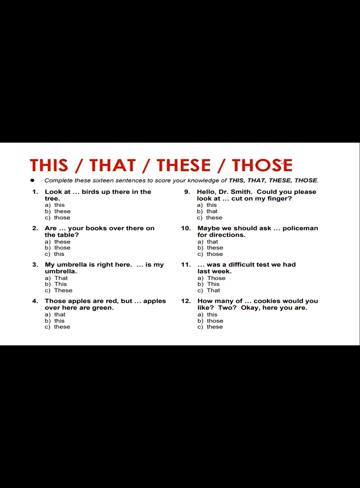 THIS / THAT / THESE / THOSE
● Complete these sixteen sentences to score your knowledge of THIS, THAT, THESE, THOSE.
1. Look at … birds up there in the
tree.
a) this
b) these
c) those
2. Are … your books over there on
the table?
a) these
b) those
c) this
3. My umbrella is right here. … is my
umbrella.
a) That
b) This
c) These
4. Those apples are red, but … apples
over here are green.
a) that
b) this
c) these
9. Hello, Dr. Smith. Could you please
look at … cut on my finger?
a) this
b) that
c) these
10. Maybe we should ask … policeman
for directions.
a) that
b) these
c) those
11. … was a difficult test we had
last week.
a) Those
b) This
c) That
12. How many of … cookies would you
like? Two? Okay, here you are.
a) this
b) those
c) these